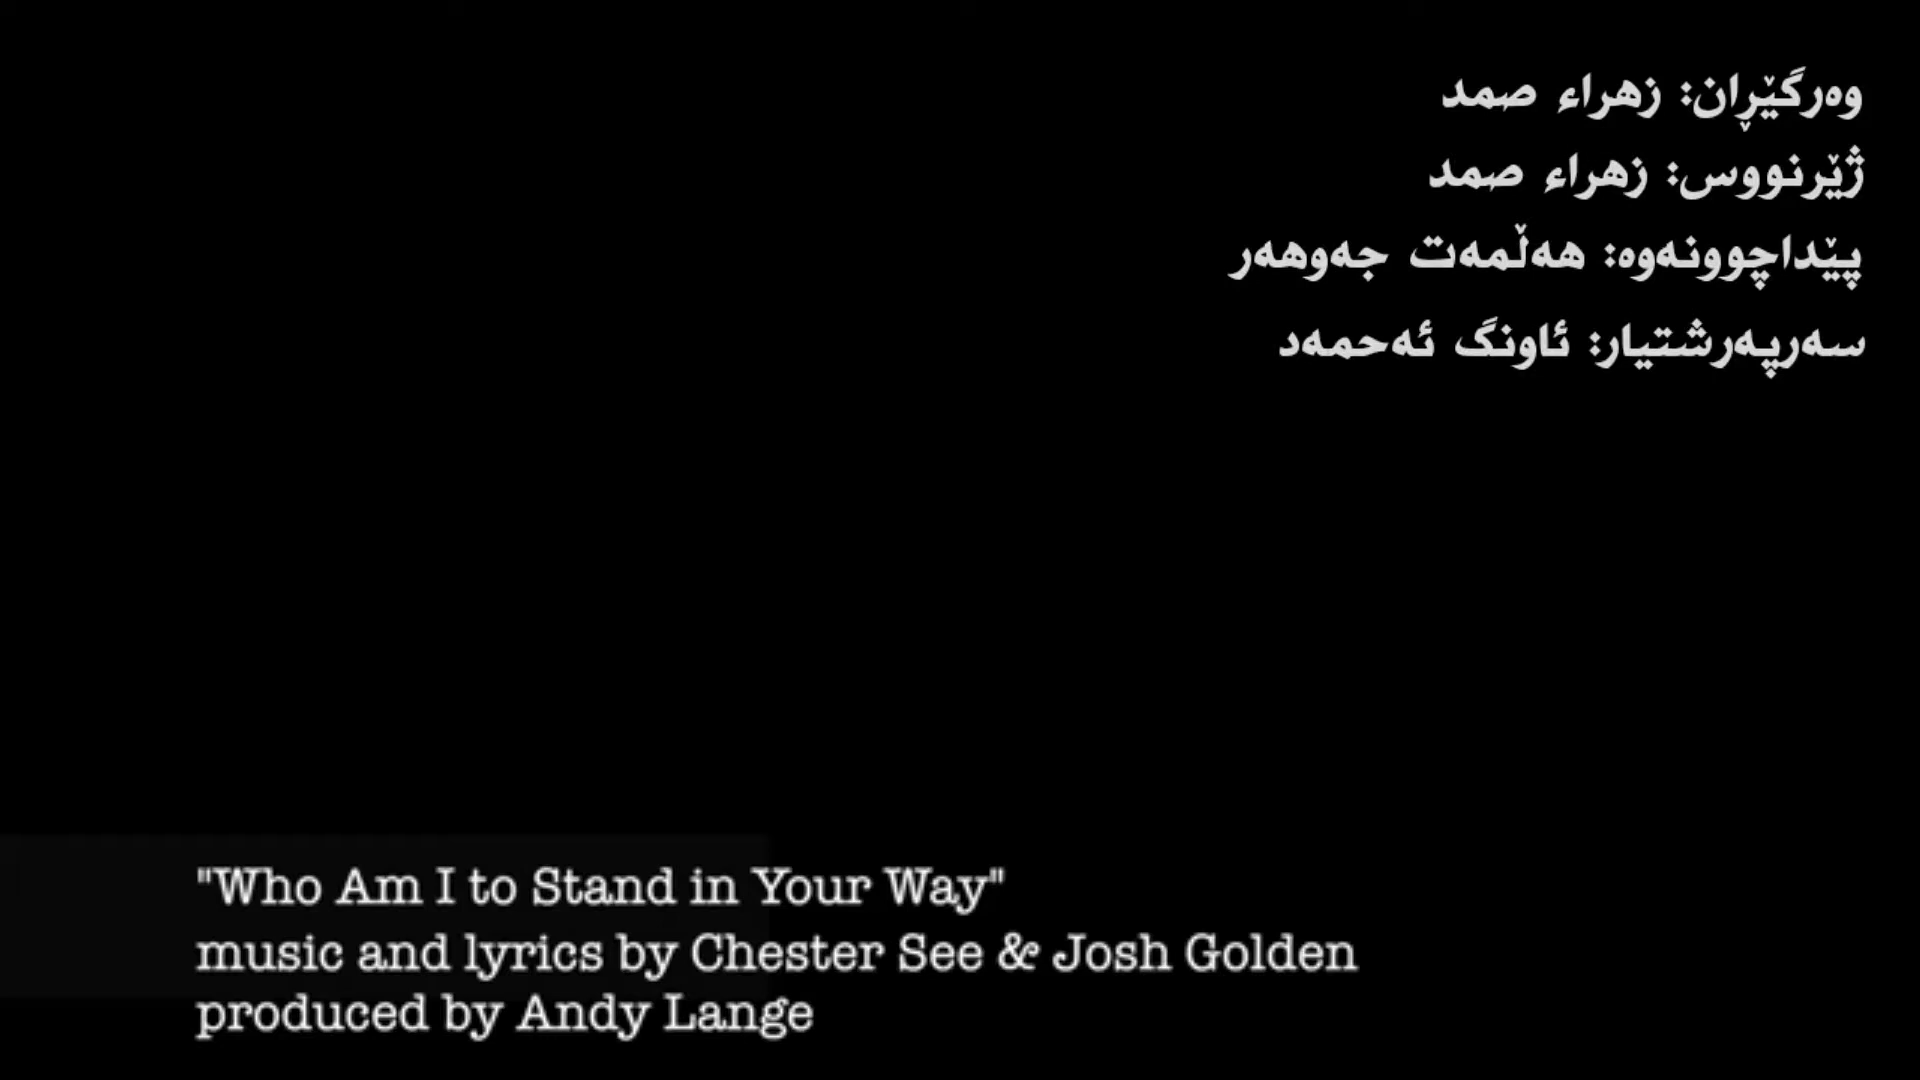 وەرگێڕان: زهراء صمد
ژێرنووس: زهراء صمد
پێداچوونەوە: هەڵمەت جەوهەر
سەرپەرشتیار: ئاونگ ئەحمەد
"Who Am I to Stand in Your Way"
music and lyrics by Chester See & Josh Golden
produced by Andy Lange